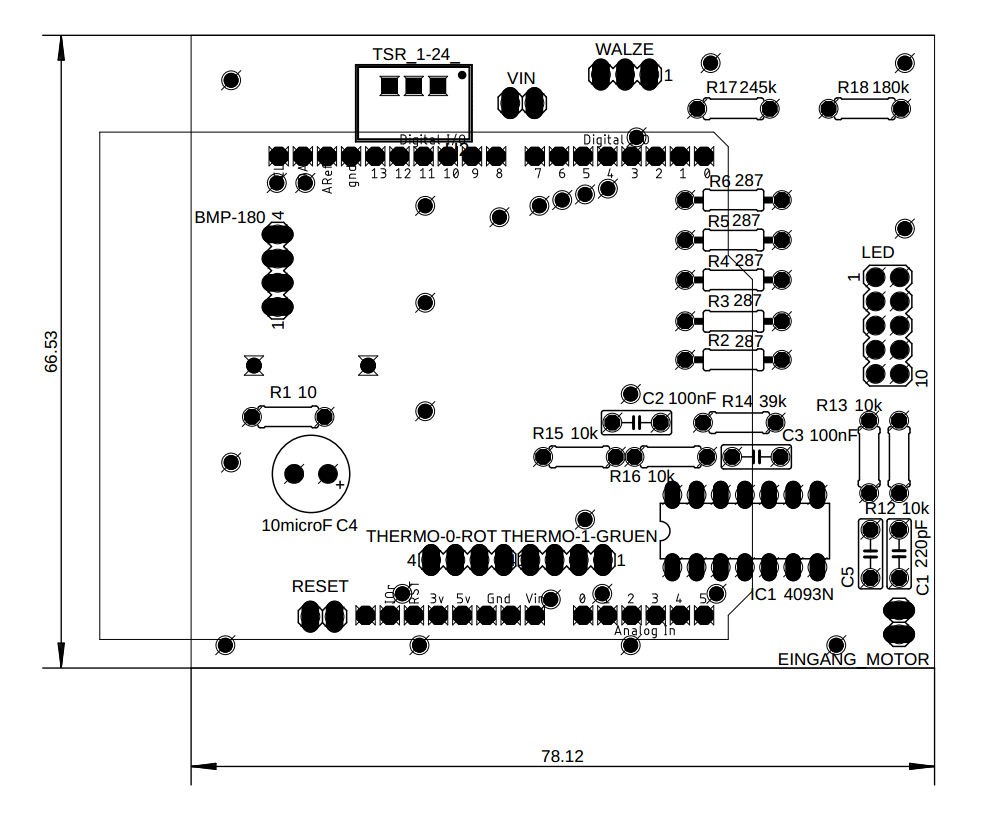 TSR_1-24_
WALZE
VIN
1
R17 245k
R18 180k
Digital I/O
Digital
ARef
gnd
13 12 11 10 9 8
7 6 5 4 3 2 1 0
R6 287
BMP-180
4
R5 287
LED
R4 287
1
R3 287
1
R2 287
66.53
10
R1 10
C2 100nF
R14 39k
R13 10k
R15 10k
C3 100nF
R16 10k
10microF C4
+
R12 10k
THERMO-0-ROT THERMO-1-GRUEN
4
1
C5
C1 220pF
RESET
RST
3v 5v Gnd Vin
0 2 3 4 5
IC1 4093N
Analog In
EINGANG_MOTOR
78.12